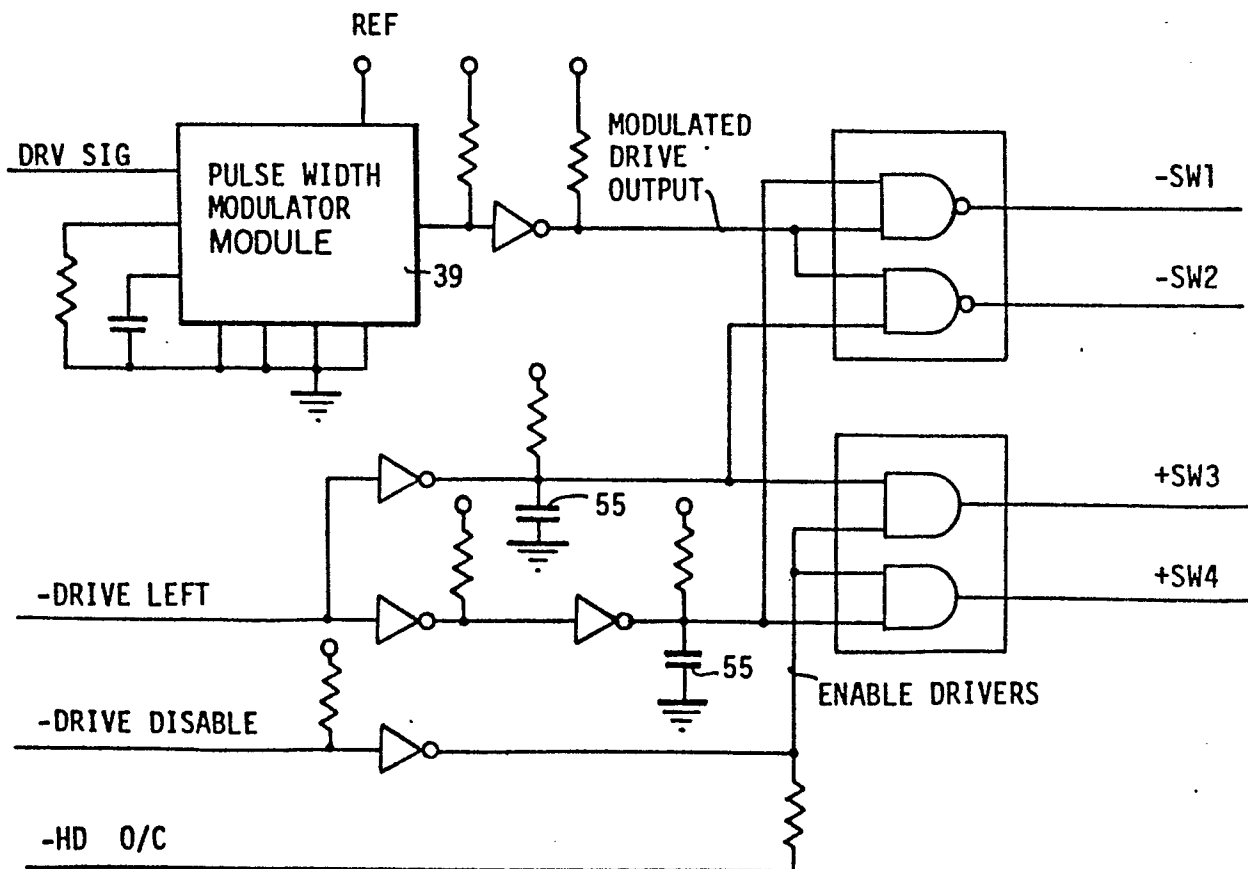 REF
DRV SIG
PULSE WIDTH
MODULATOR
MODULE
39
MODULATED
DRIVE
OUTPUT
-SW1
-SW2
55
+SW3
-DRIVE LEFT
+SW4
55
ENABLE DRIVERS
-DRIVE DISABLE
-HD O/C